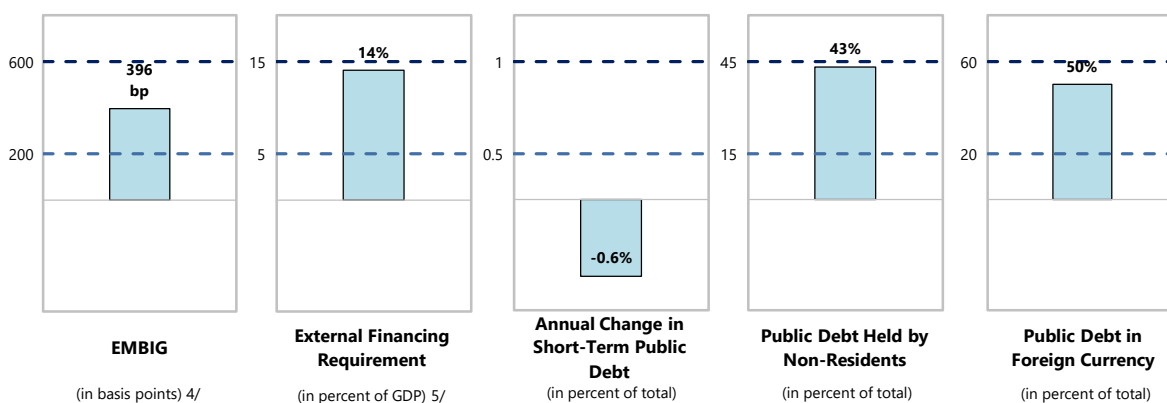 600
396
bp
200
EMBIG
(in basis points) 4/
15
14%
5
External Financing
Requirement
(in percent of GDP) 5/
1
0.5
-0.6%
Annual Change in
Short-Term Public
Debt
(in percent of total)
45
43%
15
Public Debt Held by
Non-Residents
(in percent of total)
60
50%
20
Public Debt in
Foreign Currency
(in percent of total)